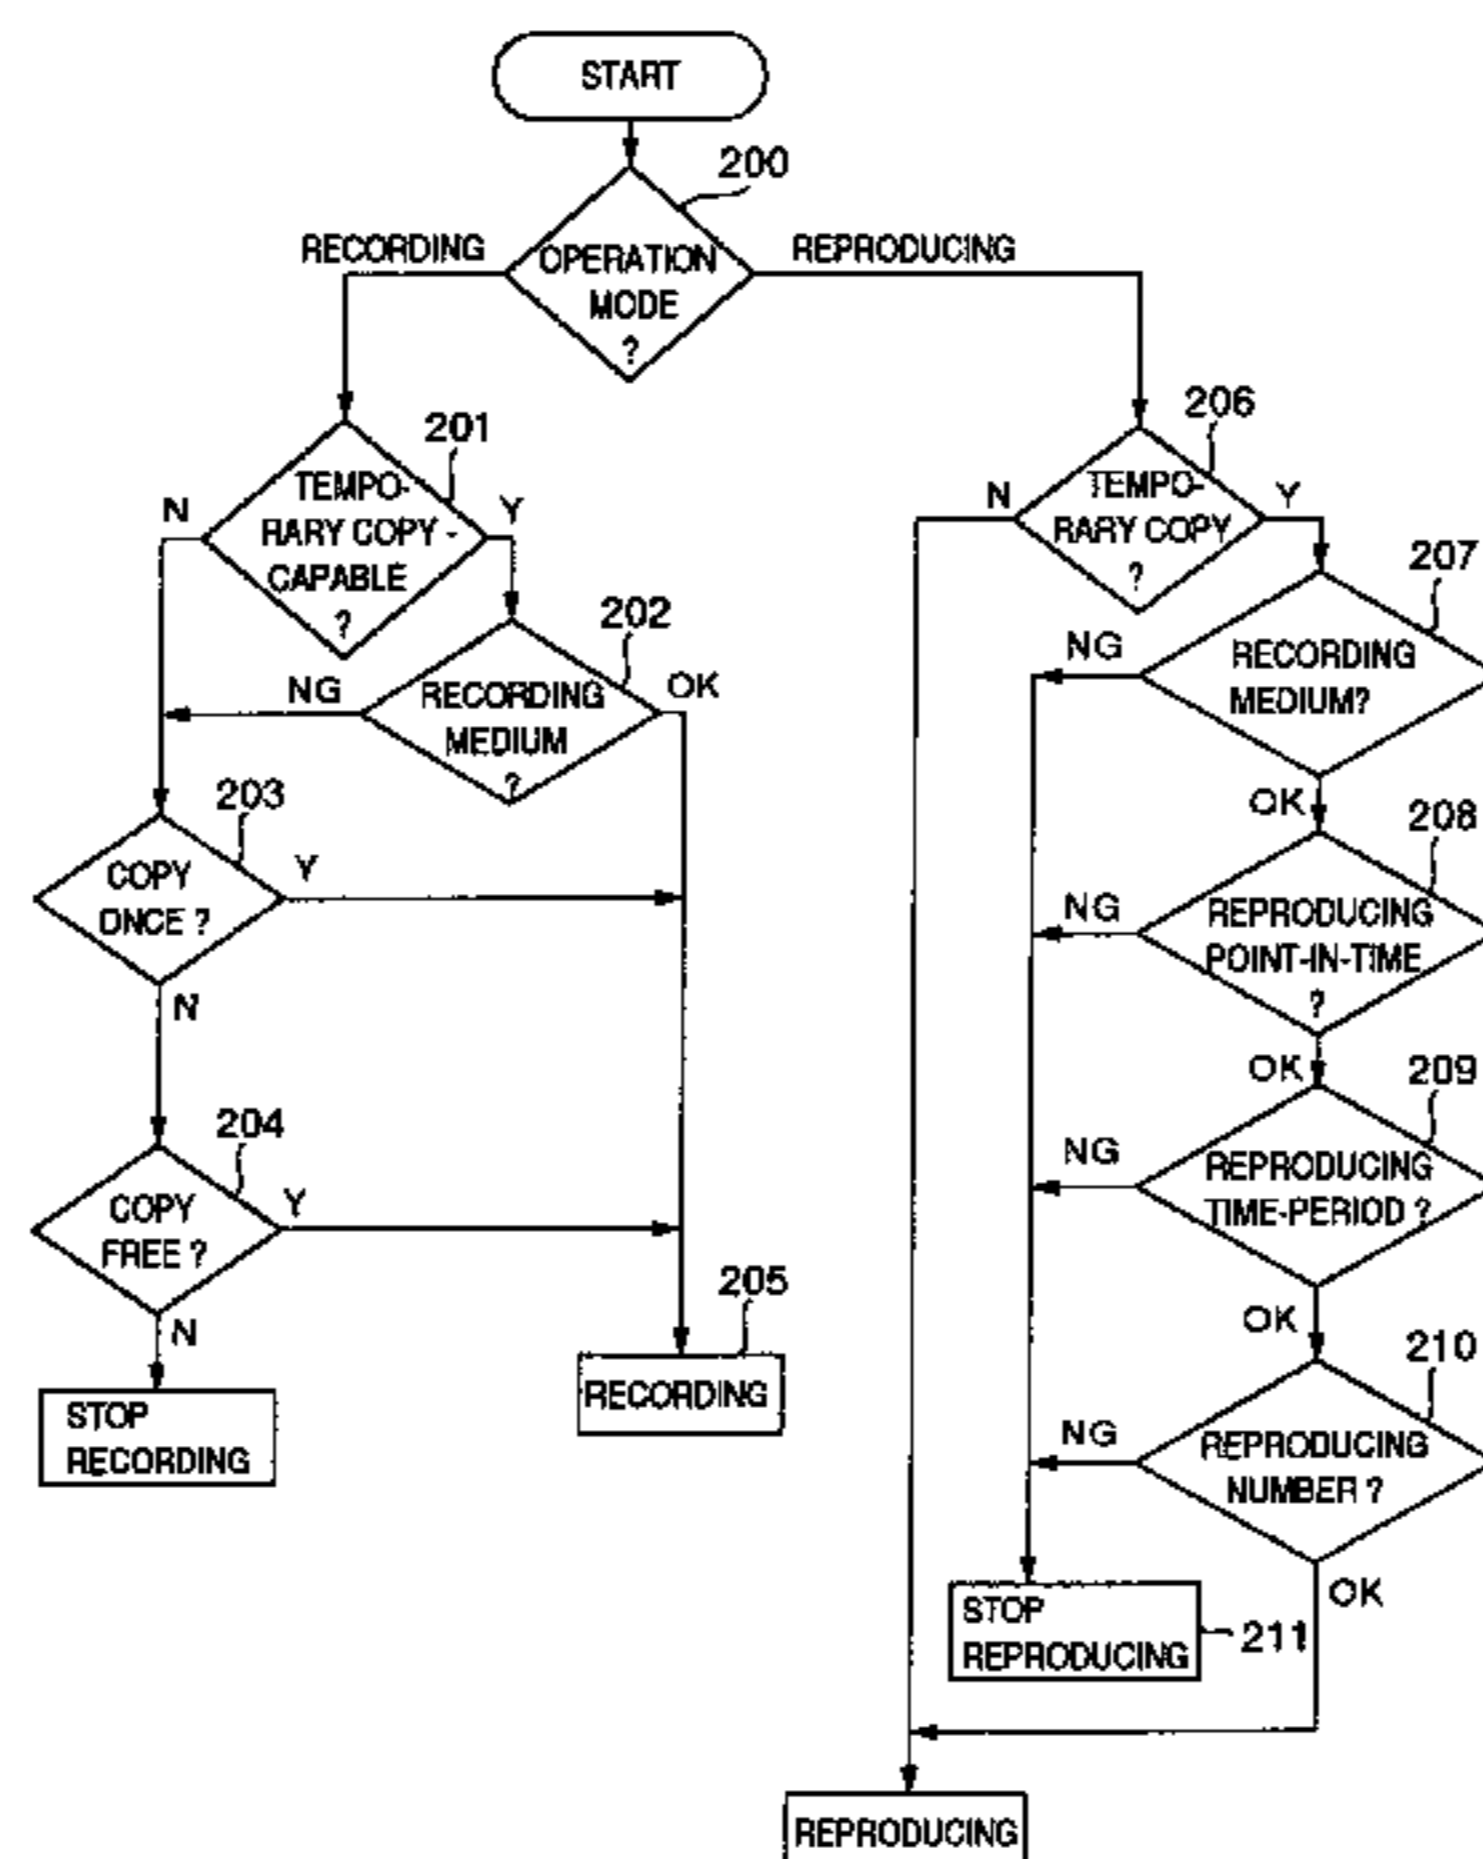 START
200
RECORDING
REPRODUCING
OPERATION
MODE
?
201
N
Y
TEMPO-
RARY COPY -
CAPABLE
?
202
NG
OK
RECORDING
MEDIUM
?
203
COPY
ONCE ?
Y
N
204
COPY
FREE ?
Y
N
STOP
RECORDING
205
RECORDING
206
N
Y
TEMPO-
RARY COPY
?
207
NG
RECORDING
MEDIUM?
OK
208
NG
REPRODUCING
POINT-IN-TIME
?
OK
209
NG
REPRODUCING
TIME-PERIOD ?
OK
210
NG
REPRODUCING
NUMBER ?
OK
STOP
REPRODUCING
211
REPRODUCING